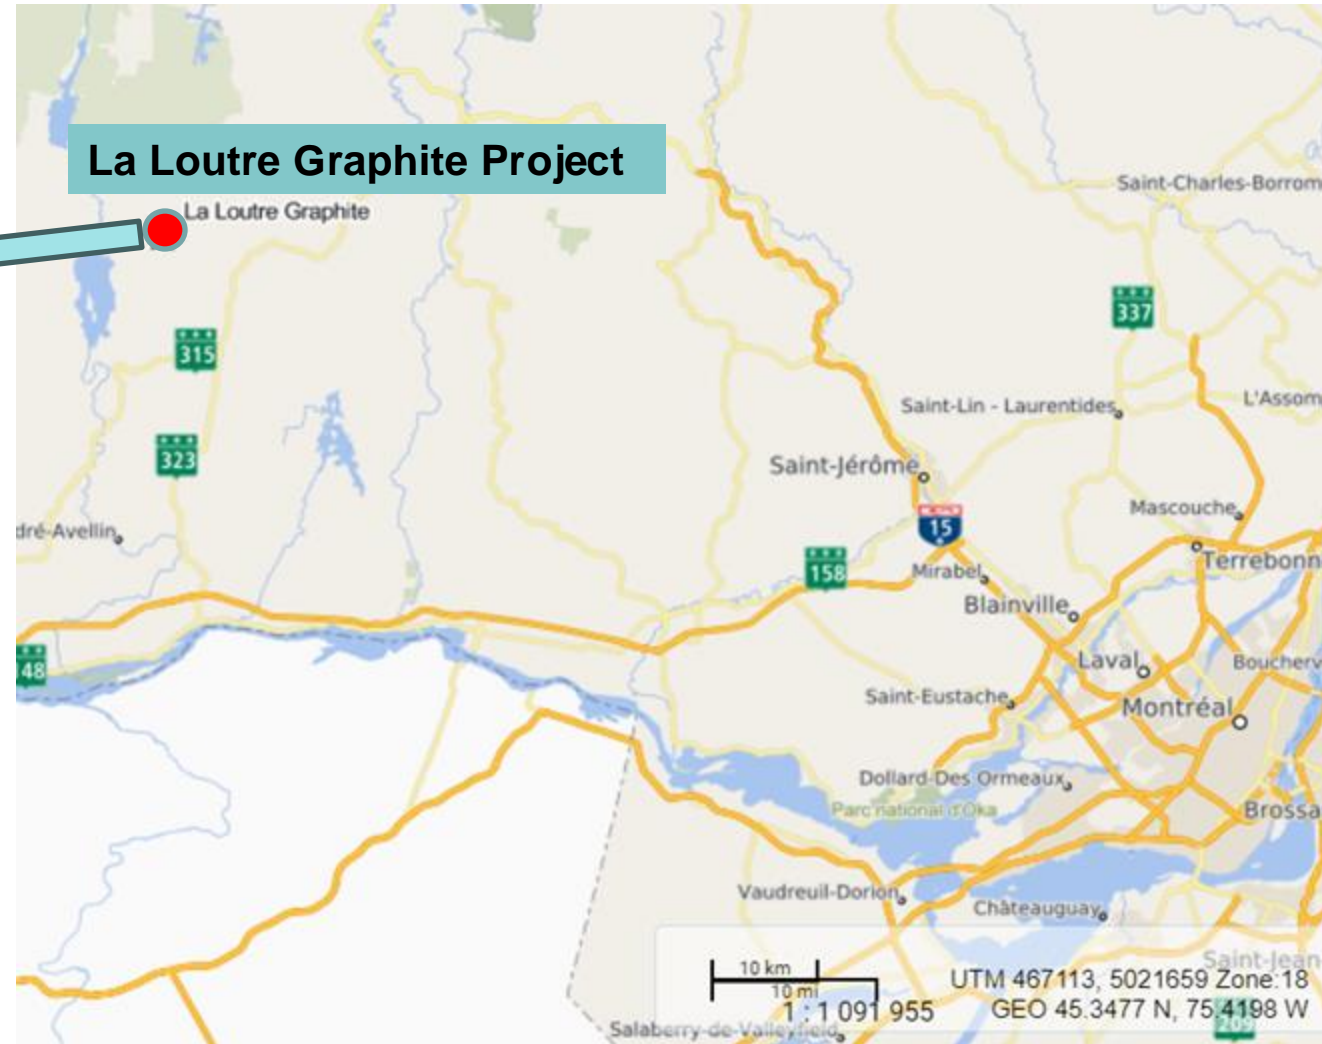 La Loutre Graphite Project
Saint-Charles-Borrom
La Loutre Graphite
337
315
L'Assom
Saint-Lin - Laurentides
323
Saint-Jérôme
Mascouche
15
dré-Avellin
Terrebonn
158
Mirabel
Blainville
Laval
Boucherv
48
Saint-Eustache
Montréal
Dollard-Des Ormeaux
Parc national d'Oka
Brossa
Vaudreuil-Dorion
Châteauguay
Saint-Jean
10 km
10 mi
UTM 467113, 5021659 Zone:18
1 : 1 091 955
GEO 45.3477 N, 75.4198 W
209
Salaberry-de-Valleyfield